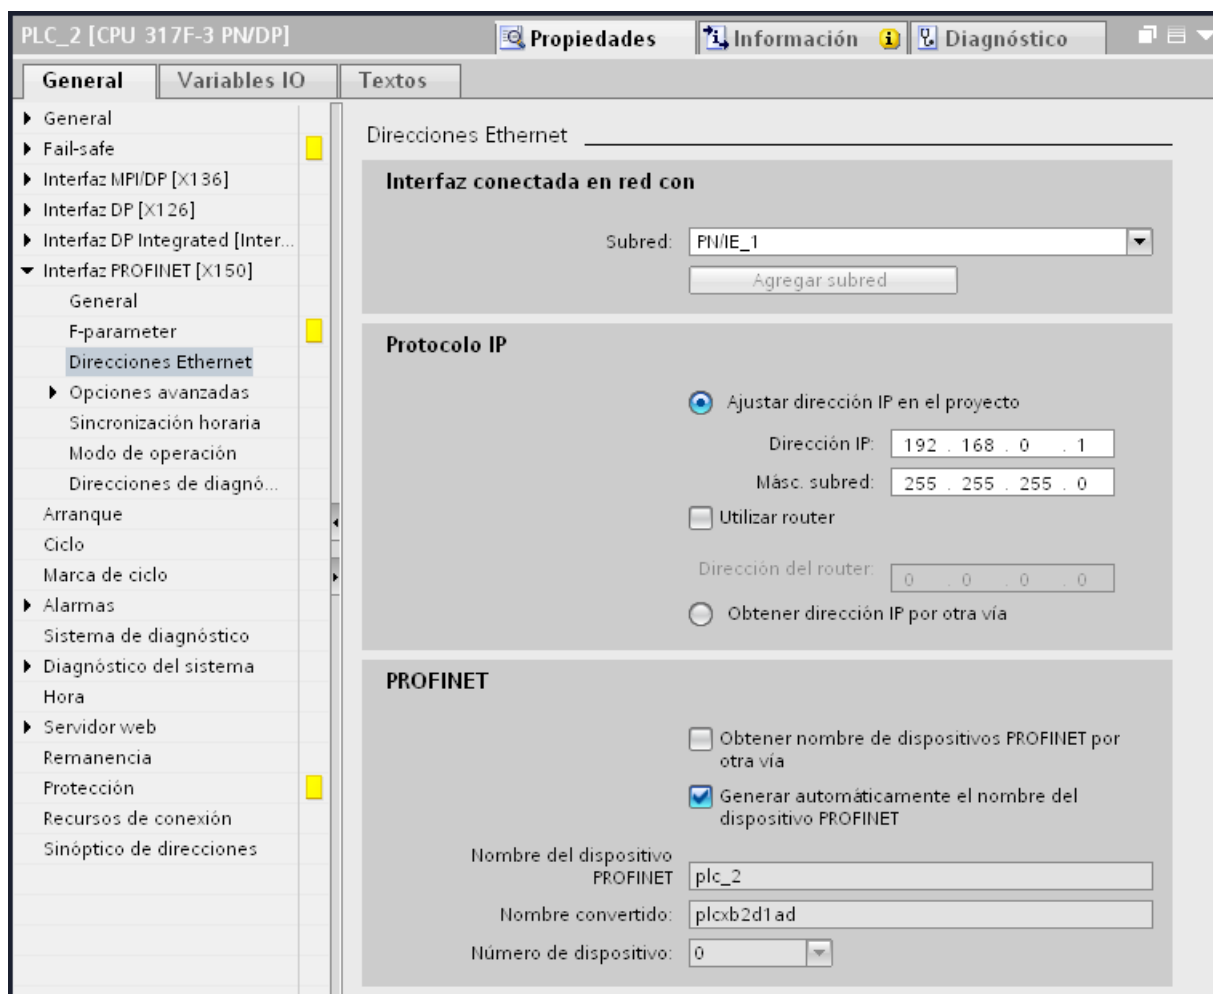 PLC_2 [CPU 317F-3 PN/DP]
Propiedades
Información
Diagnóstico
General
Variables IO
Textos
General
Fail-safe
Interfaz MPI/DP [X136]
Interfaz DP [X126]
Interfaz DP Integrated [Inter...
Interfaz PROFINET [X150]
General
F-parameter
Direcciones Ethernet
Opciones avanzadas
Sincronización horaria
Modo de operación
Direcciones de diagnó...
Arranque
Ciclo
Marca de ciclo
Alarmas
Sistema de diagnóstico
Diagnóstico del sistema
Hora
Servidor web
Remanencia
Protección
Recursos de conexión
Sinóptico de direcciones
Direcciones Ethernet
Interfaz conectada en red con
Subred: PN/IE_1
Agregar subred
Protocolo IP
Ajustar dirección IP en el proyecto
Dirección IP: 192 . 168 . 0 . 1
Másc. subred: 255 . 255 . 255 . 0
Utilizar router
Dirección del router: 0 . 0 . 0 . 0
Obtener dirección IP por otra vía
PROFINET
Obtener nombre de dispositivos PROFINET por
otra vía
Generar automáticamente el nombre del
dispositivo PROFINET
Nombre del dispositivo
PROFINET plc_2
Nombre convertido: plcxb2d1ad
Número de dispositivo: 0